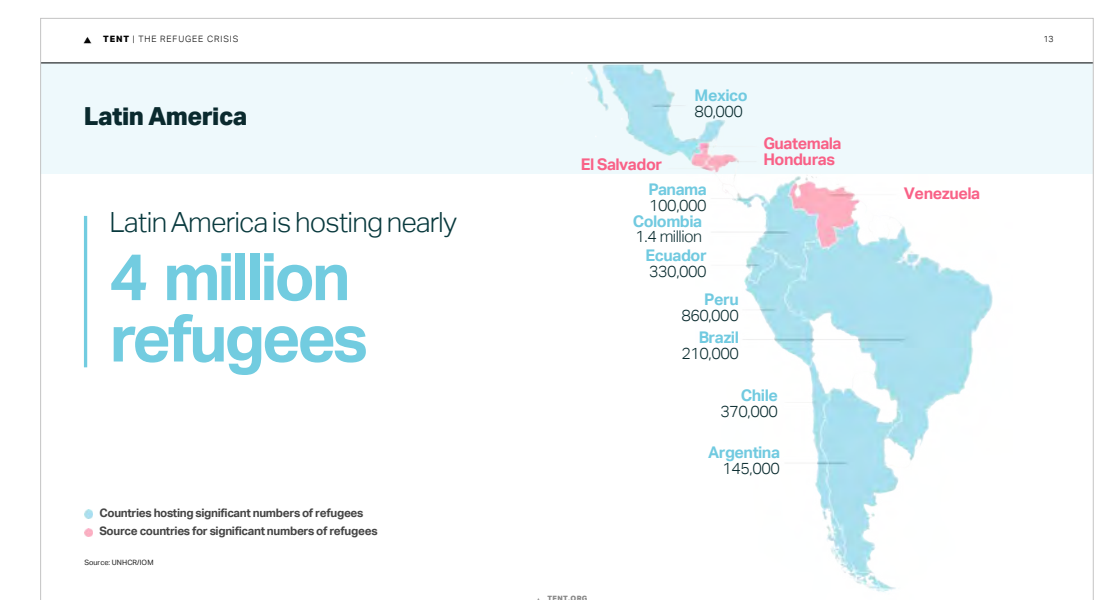 ▲ TENT | THE REFUGEE CRISIS
13
Latin America
Latin America is hosting nearly
4 million
refugees
Mexico
80,000
Guatemala
Honduras
El Salvador
Venezuela
Panama
100,000
Colombia
1.4 million
Ecuador
330,000
Peru
860,000
Brazil
210,000
Chile
370,000
Argentina
145,000
Countries hosting significant numbers of refugees
Source countries for significant numbers of refugees
Source: UNHCR/IOM
TENT.ORG